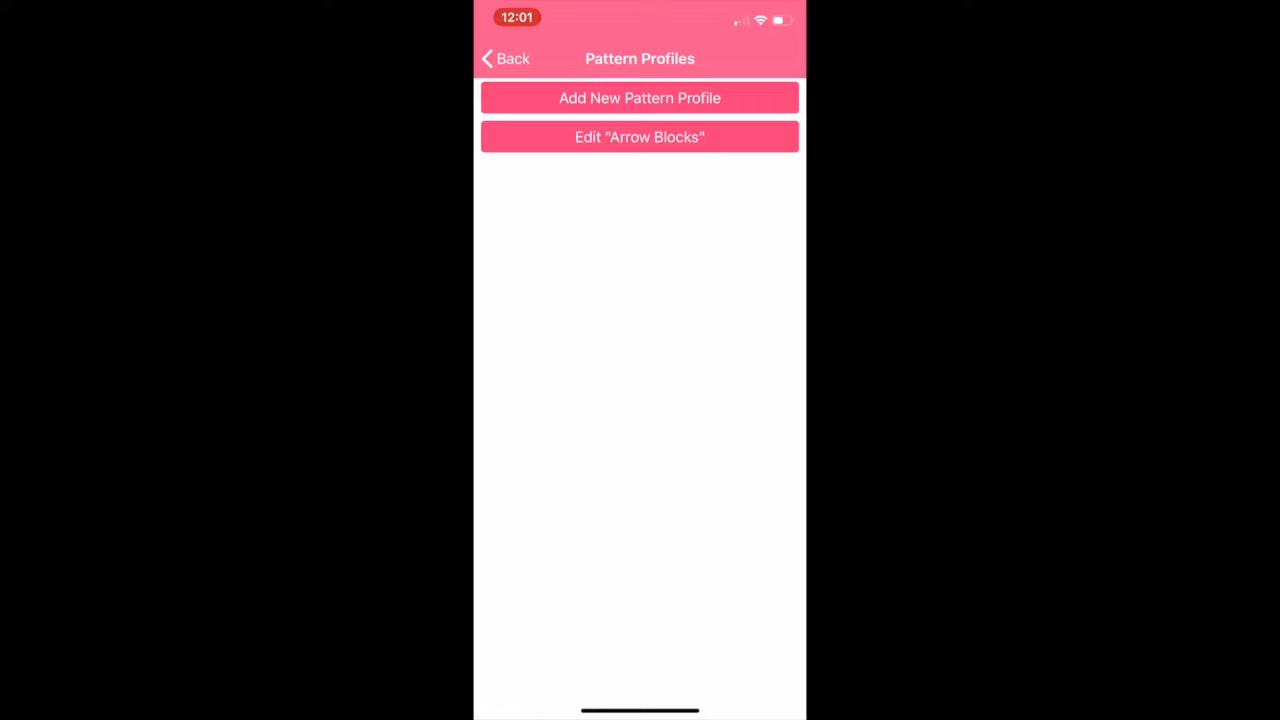 12:01
Back
Pattern Profiles
Add New Pattern Profile
Edit "Arrow Blocks"